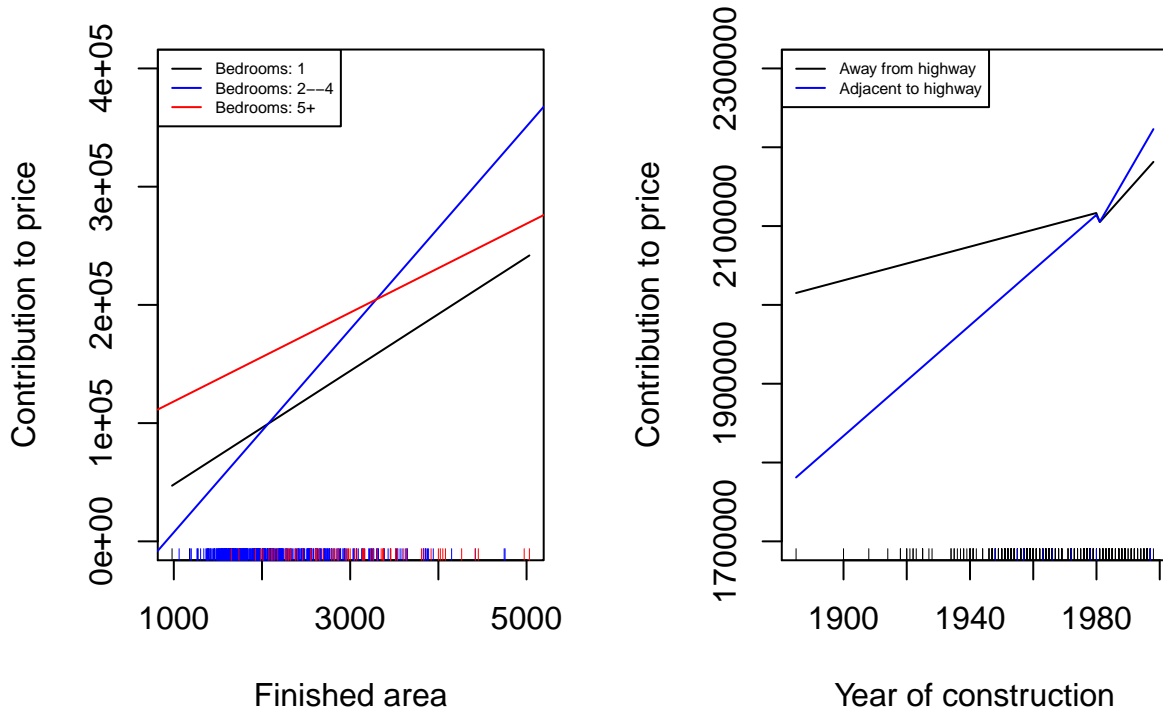 Contribution to price
4e+05
3e+05
2e+05
1e+05
0e+00
Bedrooms: 1
Bedrooms: 2--4
Bedrooms: 5+
1000 3000 5000
Finished area
Contribution to price
2300000
2100000
1900000
1700000
Away from highway
Adjacent to highway
1900 1940 1980
Year of construction